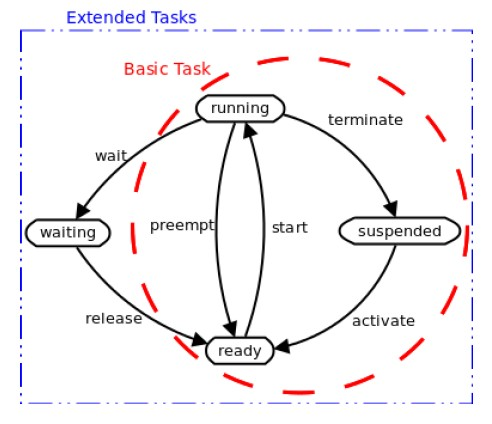 Extended Tasks
Basic Task
running
terminate
wait
waiting
preempt
start
suspended
release
activate
ready